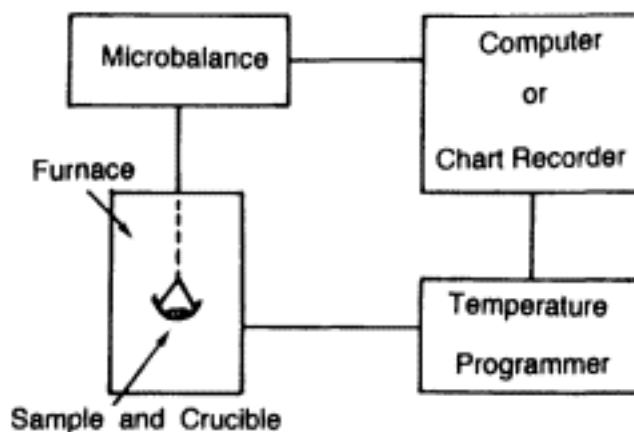 Microbalance
Computer
or
Chart Recorder
Furnace
Temperature
Programmer
Sample and Crucible